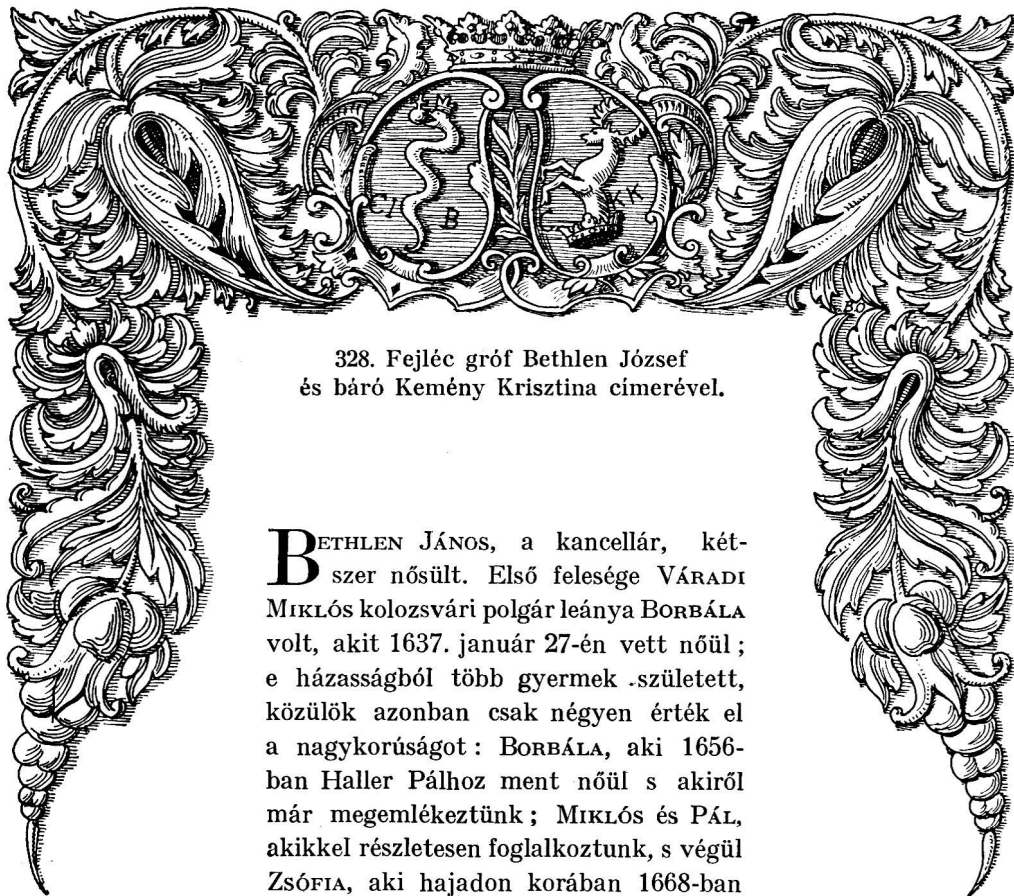 CI B C KK
328. Fejléc gróf Bethlen József
és báró Kemény Krisztina címerével.
BETHLEN JÁNOS, a kancellár, két-
szer nősült. Első felesége VÁRADI
MIKLÓS kolozsvári polgár leánya BORBÁLA
volt, akit 1637. január 27-én vett nőül ;
e házasságból több gyermek született,
közülök azonban csak négyen érték el
a nagykorúságot : BORBÁLA, aki 1656-
ban Haller Pálhoz ment nőül s akiről
már megemlékeztünk ; MIKLÓS és PÁL,
akikkel részletesen foglalkoztunk, s végül
ZSÓFIA, aki hajadon korában 1668-ban